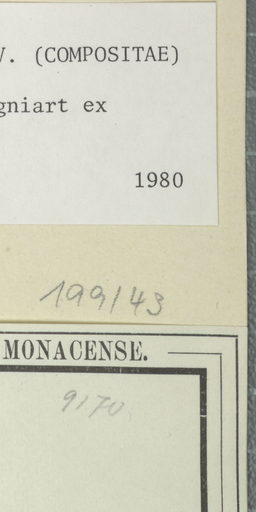 V. (COMPOSITAE)
gniart ex
1980
199143
MONACENSE.
9170